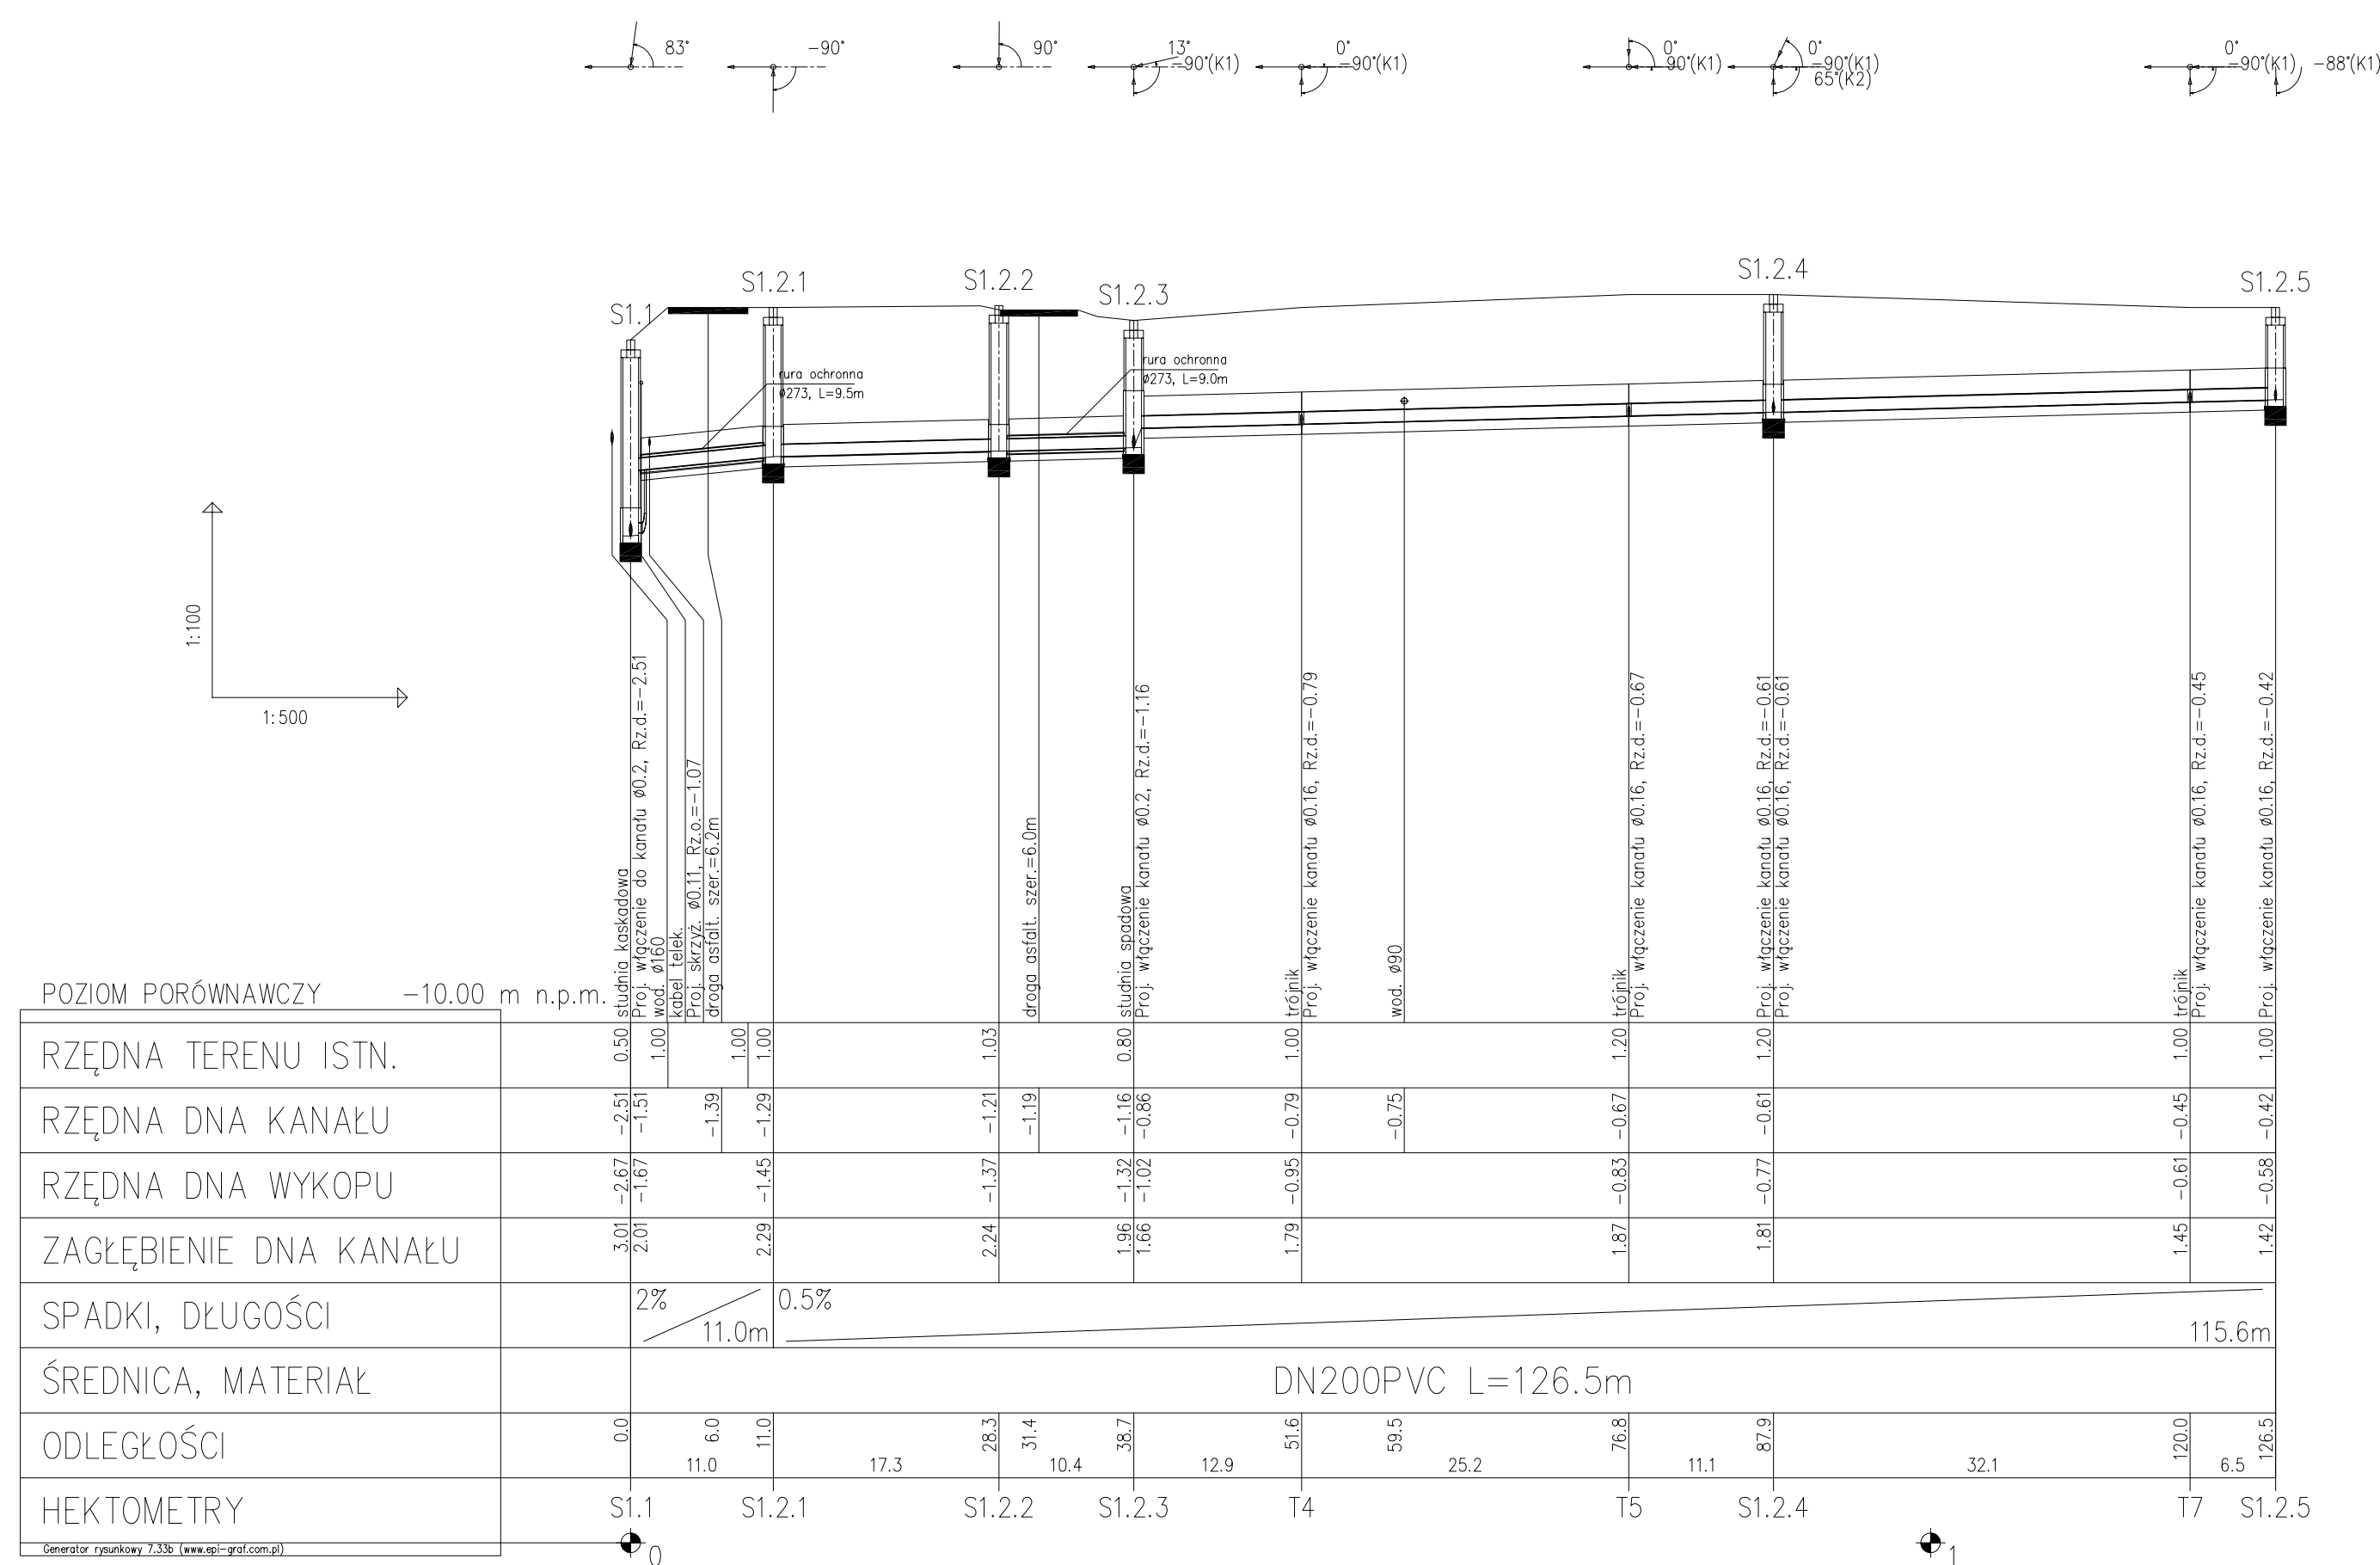 83°
-90°
90°
13°
-90°(K1)
0°
-90°(K1)
0°
90°(K1)
0°
-90°(K1)
65°(K2)
0°
-90°(K1)
-88°(K1)
S1.1
S1.2.1
S1.2.2
S1.2.3
S1.2.4
S1.2.5
rura ochronna
ø273, L=9.5m
rura ochronna
ø273, L=9.0m
1:100
1:500
studnia kaskadowa
Proj. włączenie do kanału ø0.2, Rz.d.=-2.51
wod. ø160
kabel telek.
Proj. skrzyż. ø0.11, Rz.o.=-1.07
droga asfalt. szer.=6.2m
droga asfalt. szer.=6.0m
studnia spadowa
Proj. włączenie kanału ø0.2, Rz.d.=-1.16
trójnik
Proj. włączenie kanału ø0.16, Rz.d.=-0.79
wod. ø90
trójnik
Proj. włączenie kanału ø0.16, Rz.d.=-0.67
Proj. włączenie kanału ø0.16, Rz.d.=-0.61
Proj. włączenie kanału ø0.16, Rz.d.=-0.61
trójnik
Proj. włączenie kanału ø0.16, Rz.d.=-0.45
Proj. włączenie kanału ø0.16, Rz.d.=-0.42
POZIOM PORÓWNAWCZY -10.00 m n.p.m.
RZĘDNA TERENU ISTN. 0.50 1.00 1.00 1.00 1.03 0.80 1.00 1.20 1.20 1.00 1.00
RZĘDNA DNA KANAŁU -2.51 -1.51 -1.39 -1.29 -1.21 -1.19 -1.16 -0.86 -0.79 -0.75 -0.67 -0.61 -0.45 -0.42
RZĘDNA DNA WYKOPU -2.67 -1.67 -1.45 -1.37 -1.32 -1.02 -0.95 -0.83 -0.77 -0.61 -0.58
ZAGŁĘBIENIE DNA KANAŁU 3.01 2.01 2.29 2.24 1.96 1.66 1.79 1.87 1.81 1.45 1.42
SPADKI, DŁUGOŚCI 2% 11.0m 0.5% 115.6m
ŚREDNICA, MATERIAŁ DN200PVC L=126.5m
ODLEGŁOŚCI 0.0 6.0 11.0 28.3 31.4 38.7 51.6 59.5 76.8 87.9 120.0 126.5
11.0 17.3 10.4 12.9 25.2 11.1 32.1 6.5
HEKTOMETRY S1.1 S1.2.1 S1.2.2 S1.2.3 T4 T5 S1.2.4 T7 S1.2.5
Generator rysunkowy 7.33b (www.epi-graf.com.pl)
0 1